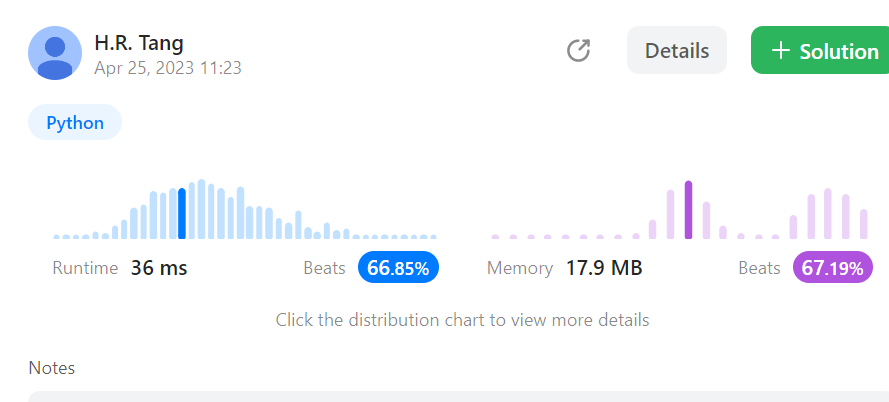 H.R. Tang
Apr 25, 2023 11:23
Details
+ Solution
Python
Runtime 36 ms Beats 66.85%
Memory 17.9 MB Beats 67.19%
Click the distribution chart to view more details
Notes